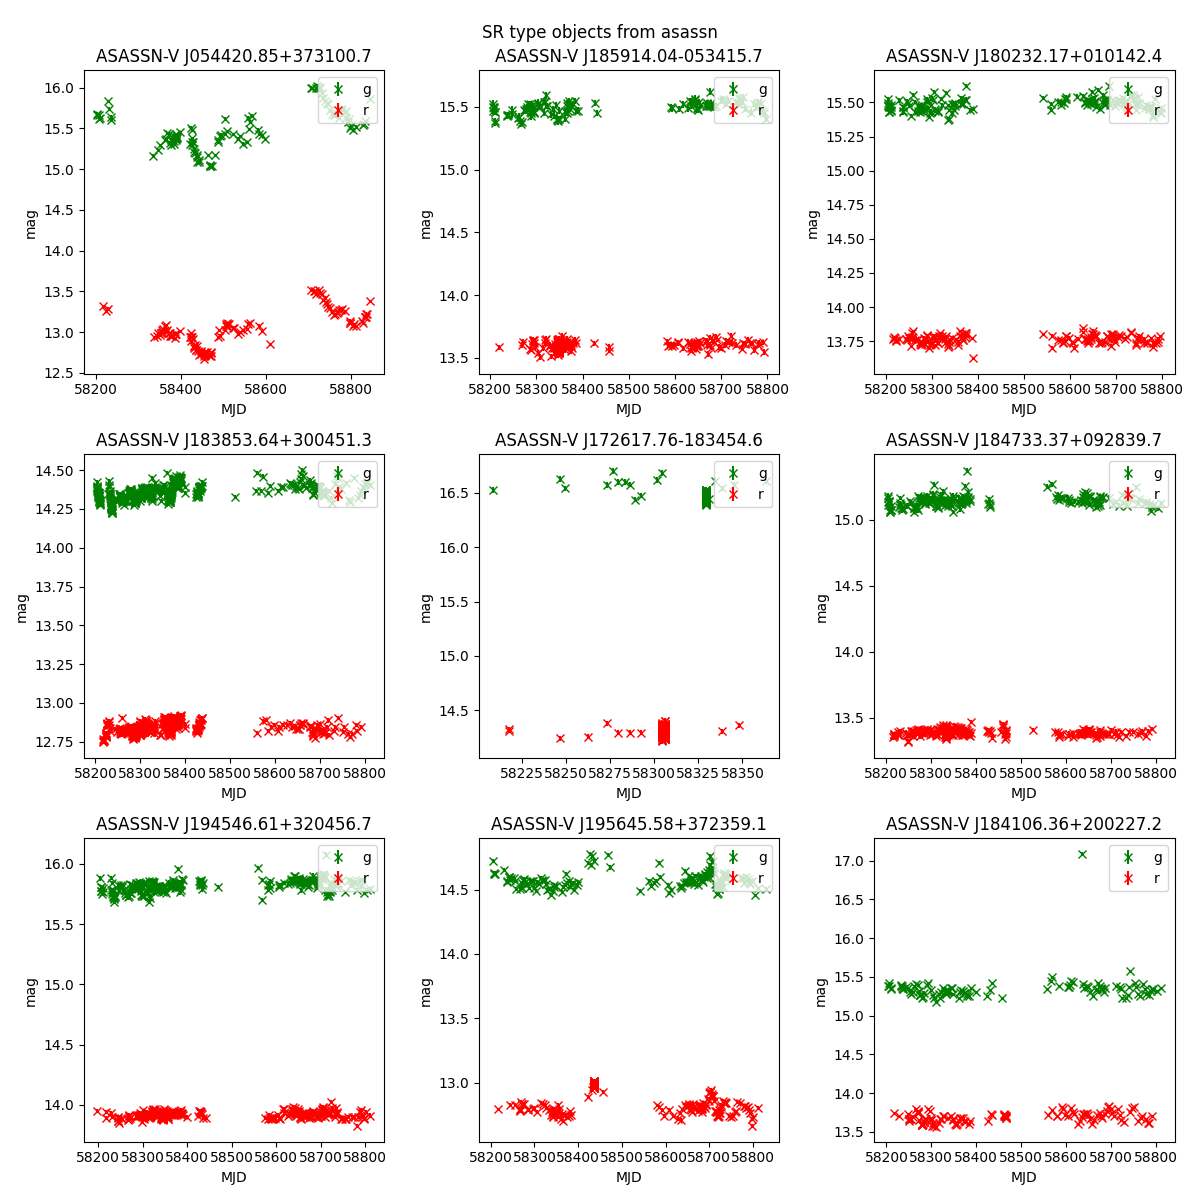 SR type objects from asassn
ASASSN-V J054420.85+373100.7
16.0
15.5
15.0
14.5
14.0
13.5
13.0
12.5
mag
58200
58400
58600
58800
MJD
g
r
ASASSN-V J185914.04-053415.7
15.5
15.0
14.5
14.0
13.5
mag
58200
58300
58400
58500
58600
58700
58800
MJD
g
r
ASASSN-V J180232.17+010142.4
15.50
15.25
15.00
14.75
14.50
14.25
14.00
13.75
mag
58200
58300
58400
58500
58600
58700
58800
MJD
g
r
ASASSN-V J183853.64+300451.3
14.50
14.25
14.00
13.75
13.50
13.25
13.00
12.75
mag
58200
58300
58400
58500
58600
58700
58800
MJD
g
r
ASASSN-V J172617.76-183454.6
16.5
16.0
15.5
15.0
14.5
mag
58225
58250
58275
58300
58325
58350
MJD
g
r
ASASSN-V J184733.37+092839.7
15.0
14.5
14.0
13.5
mag
58200
58300
58400
58500
58600
58700
58800
MJD
g
r
ASASSN-V J194546.61+320456.7
16.0
15.5
15.0
14.5
14.0
mag
58200
58300
58400
58500
58600
58700
58800
MJD
g
r
ASASSN-V J195645.58+372359.1
14.5
14.0
13.5
13.0
mag
58200
58300
58400
58500
58600
58700
58800
MJD
g
r
ASASSN-V J184106.36+200227.2
17.0
16.5
16.0
15.5
15.0
14.5
14.0
13.5
mag
58200
58300
58400
58500
58600
58700
58800
MJD
g
r